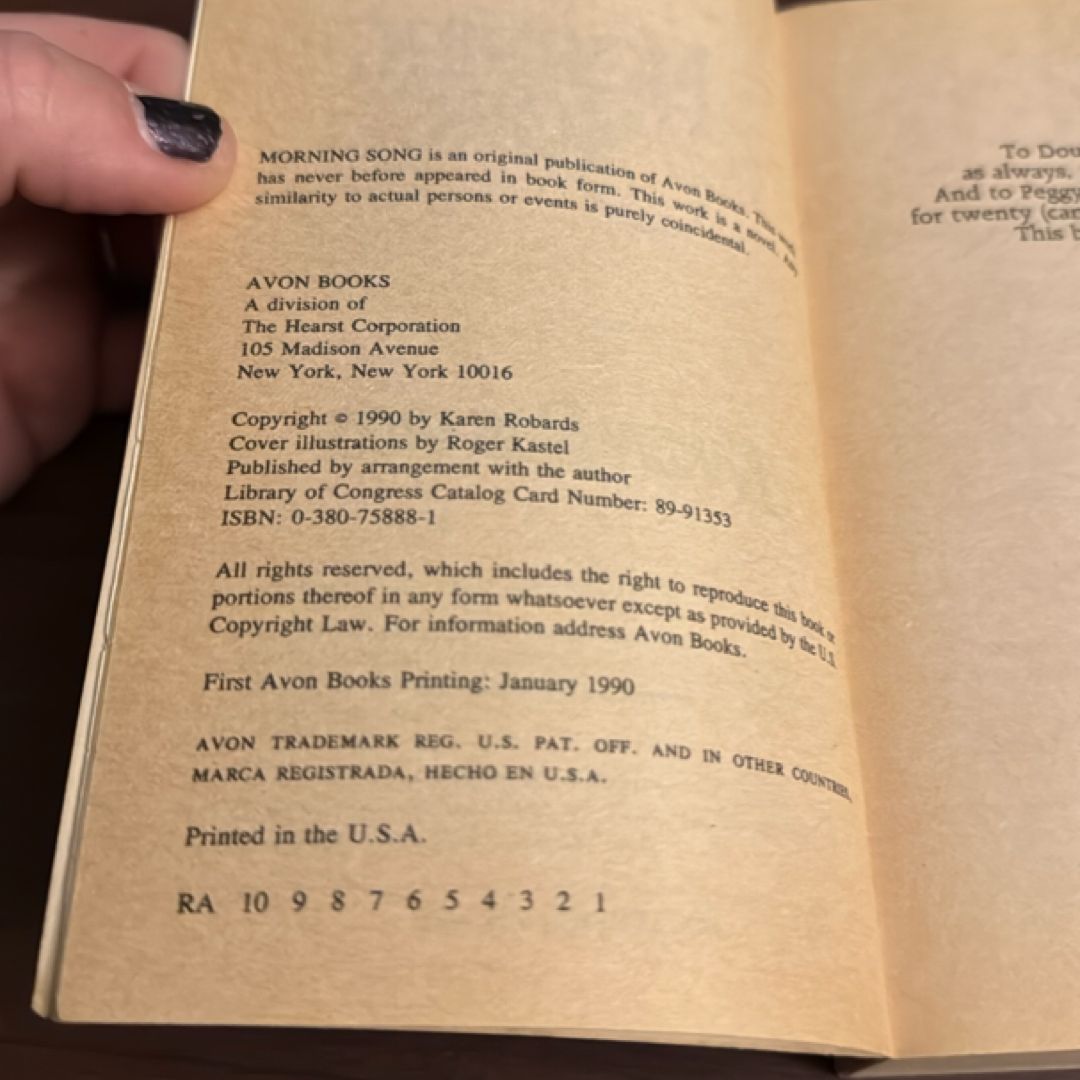 MORNING SONG is an original publication of Avon Books. This work
has never before appeared in book form. This work is a novel. Any
similarity to actual persons or events is purely coincidental.
AVON BOOKS
A division of
The Hearst Corporation
105 Madison Avenue
New York, New York 10016
Copyright © 1990 by Karen Robards
Cover illustrations by Roger Kastel
Published by arrangement with the author
Library of Congress Catalog Card Number: 89-91353
ISBN: 0-380-75888-1
All rights reserved, which includes the right to reproduce this book or
portions thereof in any form whatsoever except as provided by the U.S.
Copyright Law. For information address Avon Books.
First Avon Books Printing: January 1990
AVON TRADEMARK REG. U.S. PAT. OFF. AND IN OTHER COUNTRIES,
MARCA REGISTRADA, HECHO EN U.S.A.
Printed in the U.S.A.
RA 10 9 8 7 6 5 4 3 2 1
To Dou
as always,
And to Peggy
for twenty (can
This b